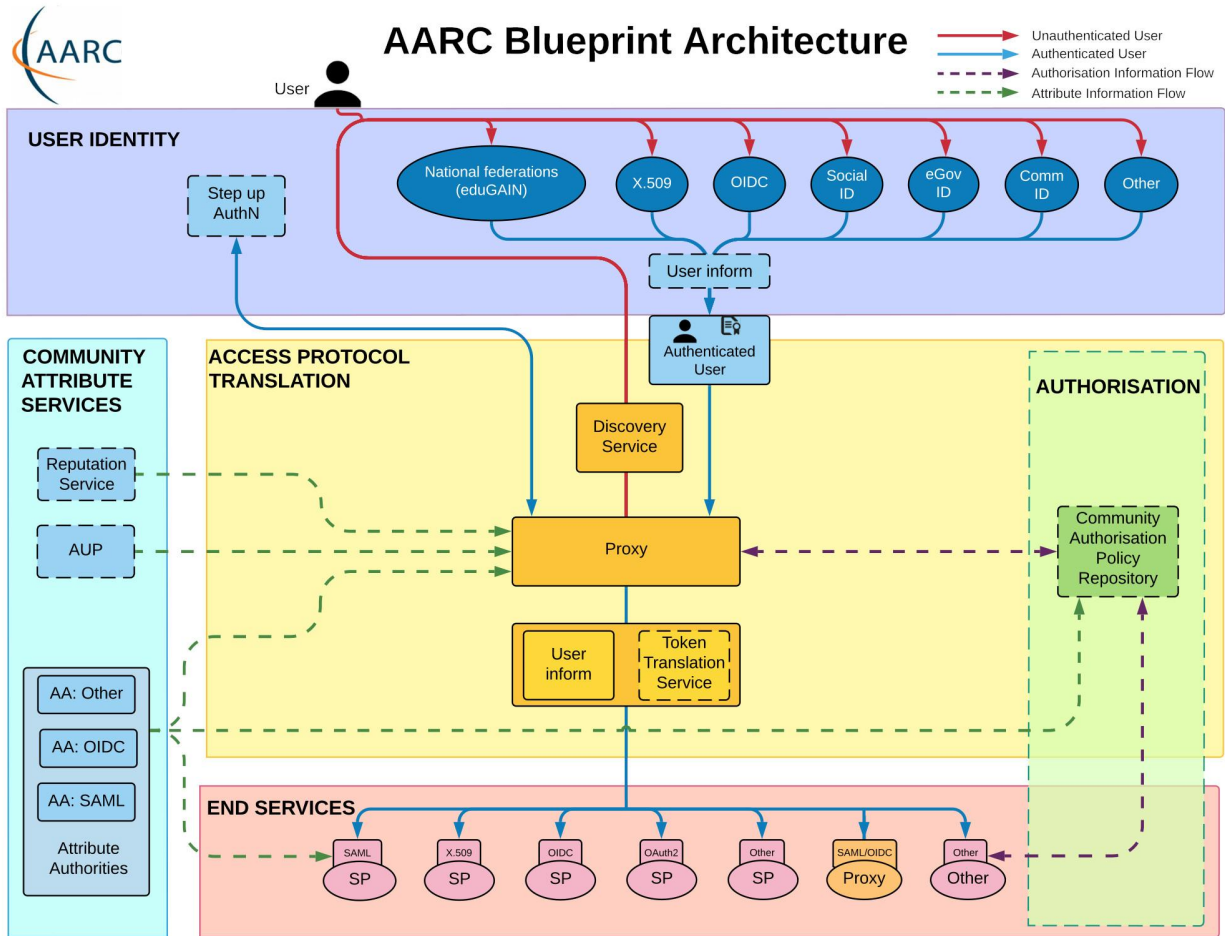 AARC
AARC Blueprint Architecture
Unauthenticated User
Authenticated User
Authorisation Information Flow
Attribute Information Flow
User
USER IDENTITY
Step up
AuthN
National federations
(eduGAIN)
X.509
OIDC
Social
ID
eGov
ID
Comm
ID
Other
User inform
Authenticated
User
COMMUNITY
ATTRIBUTE
SERVICES
Reputation
Service
AUP
AA: Other
AA: OIDC
AA: SAML
Attribute
Authorities
ACCESS PROTOCOL
TRANSLATION
Discovery
Service
Proxy
User
inform
Token
Translation
Service
AUTHORISATION
Community
Authorisation
Policy
Repository
END SERVICES
SAML
SP
X.509
SP
OIDC
SP
OAuth2
SP
Other
SP
SAML/OIDC
Proxy
Other
Other